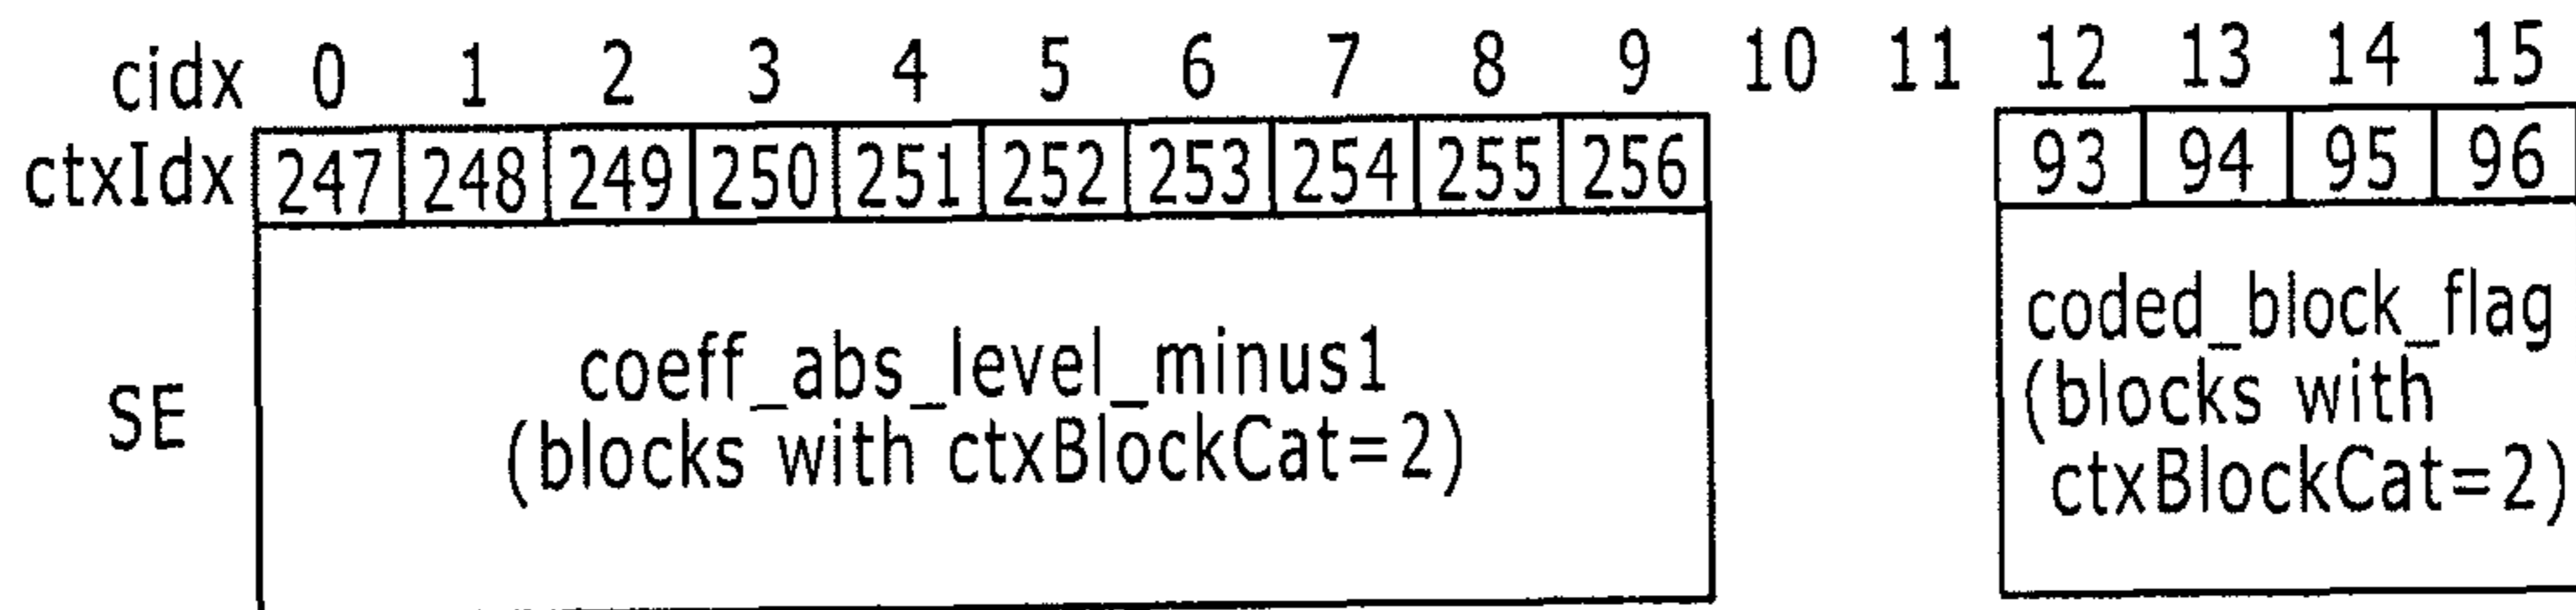 cidx 0 1 2 3 4 5 6 7 8 9 10 11 12 13 14 15
ctxIdx 247 248 249 250 251 252 253 254 255 256 93 94 95 96
SE
coeff_abs_level_minus1
(blocks with ctxBlockCat=2)
coded_block_flag
(blocks with
ctxBlockCat=2)